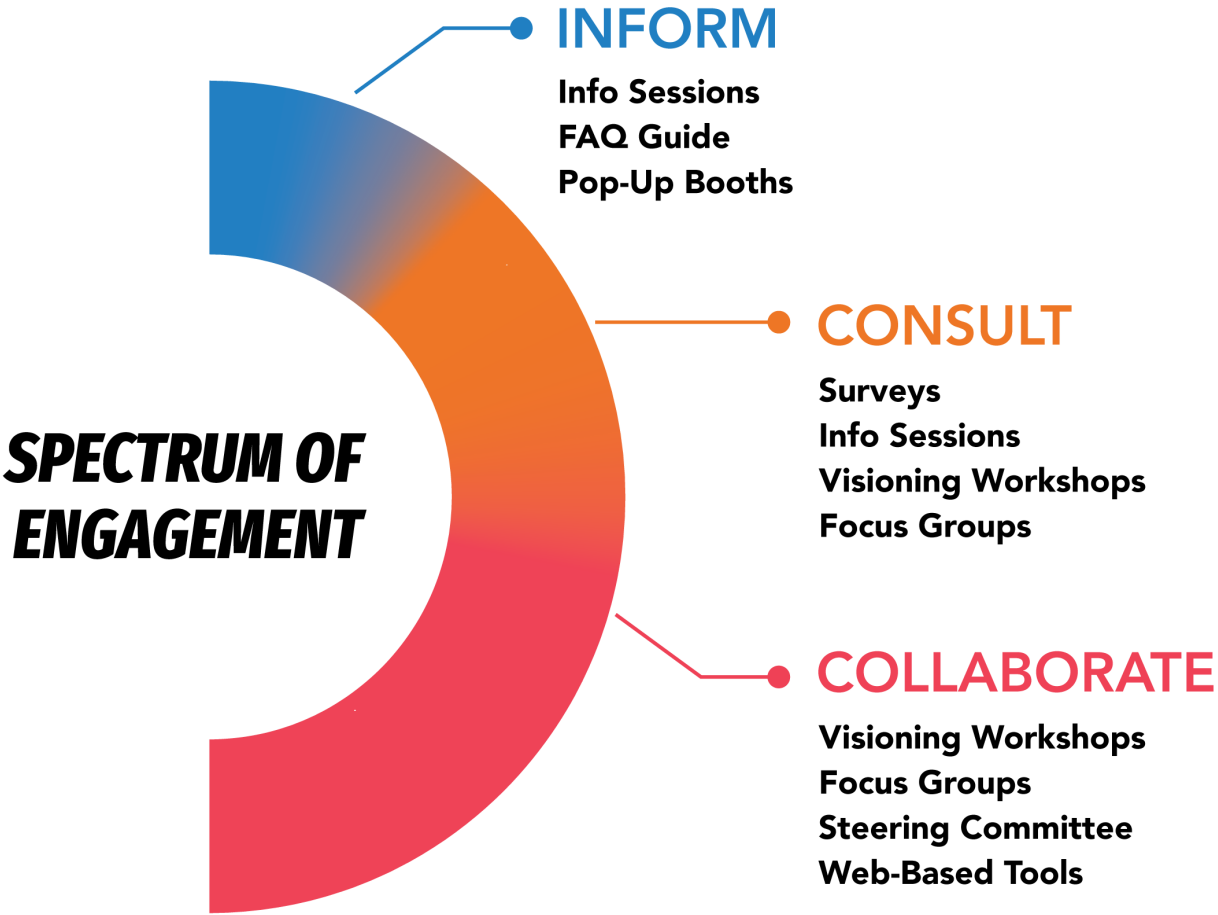 INFORM
Info Sessions
FAQ Guide
Pop-Up Booths
CONSULT
Surveys
Info Sessions
Visioning Workshops
Focus Groups
SPECTRUM OF
ENGAGEMENT
COLLABORATE
Visioning Workshops
Focus Groups
Steering Committee
Web-Based Tools